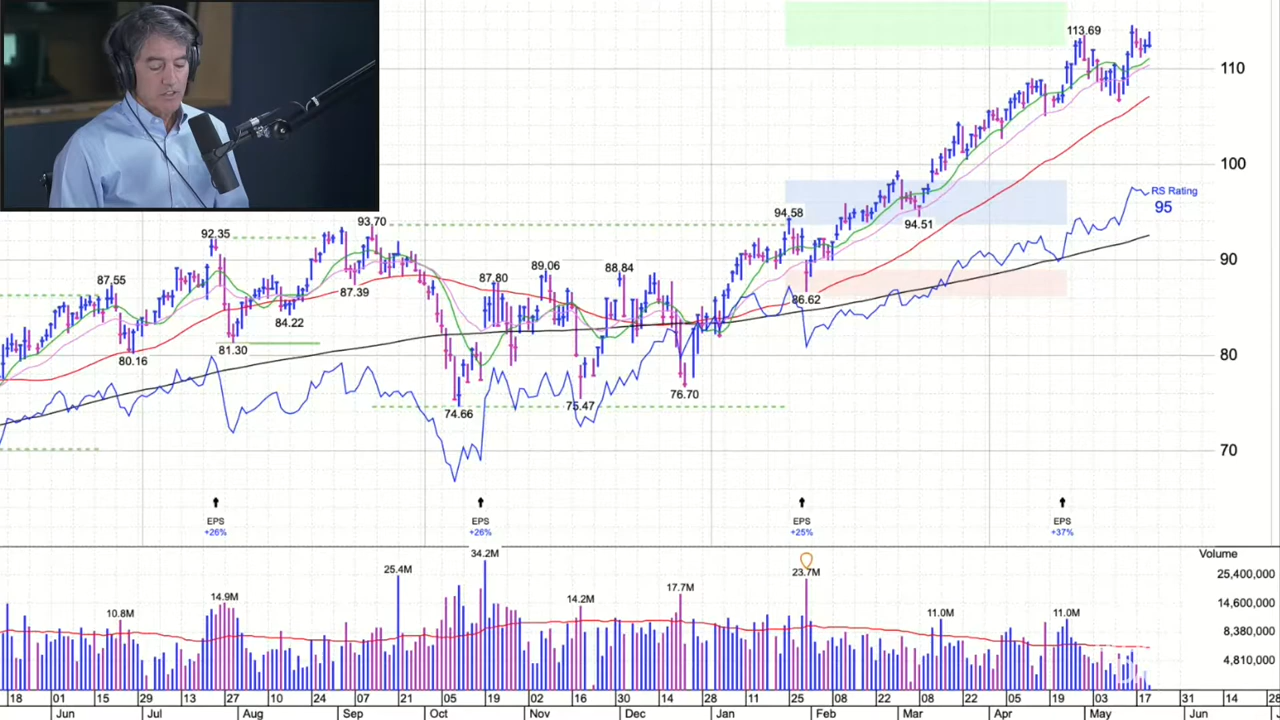 113.69
110
100
RS Rating
95
94.58
93.70
92.35
94.51
90
89.06
88.84
87.80
87.55
87.39
86.62
84.22
81.30
80.16
80
76.70
75.47
74.66
70
EPS EPS EPS EPS
+26% +26% +25% +37%
Volume
34.2M
25.4M 23.7M 25,400,000
17.7M
14.9M 14.2M 14,600,000
10.8M 11.0M 11.0M
8,380,000
4,810,000
18 01 15 29 13 27 10 24 07 21 05 19 02 16 30 14 28 11 25 08 22 08 22 05 19 03 17 31 14 28
Jun Jul Aug Sep Oct Nov Dec Jan Feb Mar Apr May Jun